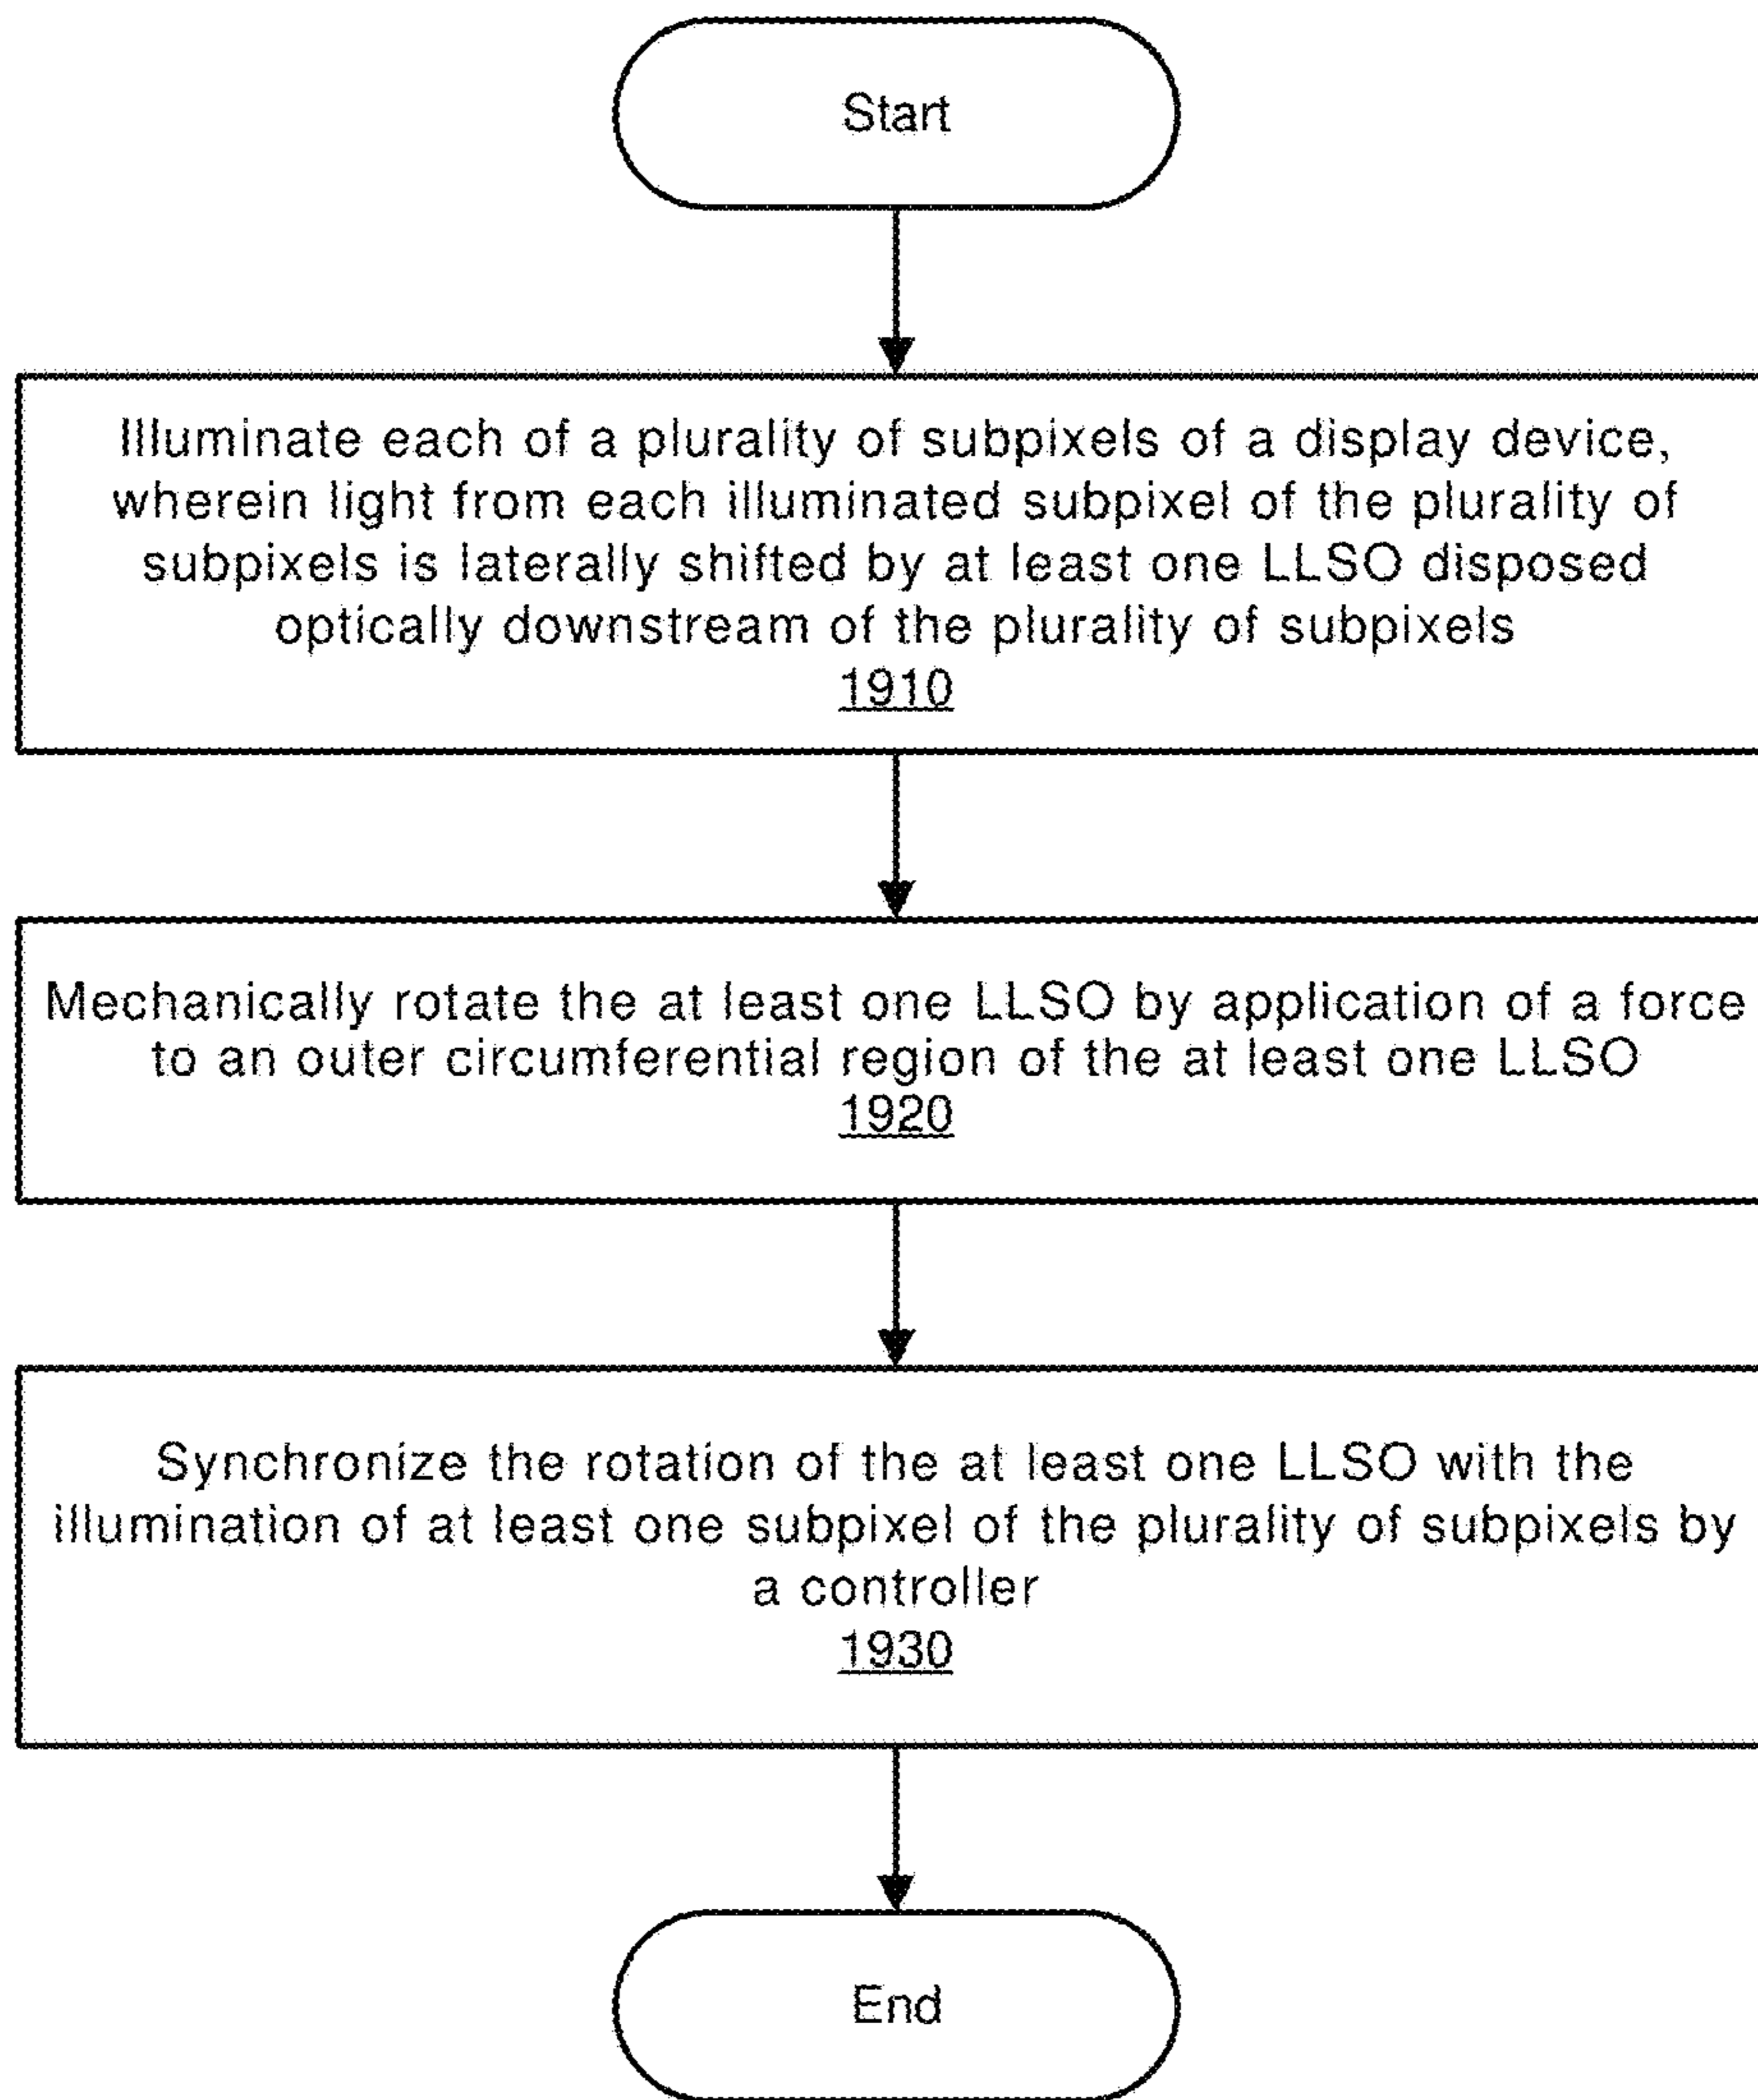 Start
Illuminate each of a plurality of subpixels of a display device,
wherein light from each illuminated subpixel of the plurality of
subpixels is laterally shifted by at least one LLSO disposed
optically downstream of the plurality of subpixels
1910
Mechanically rotate the at least one LLSO by application of a force
to an outer circumferential region of the at least one LLSO
1920
Synchronize the rotation of the at least one LLSO with the
illumination of at least one subpixel of the plurality of subpixels by
a controller
1930
End